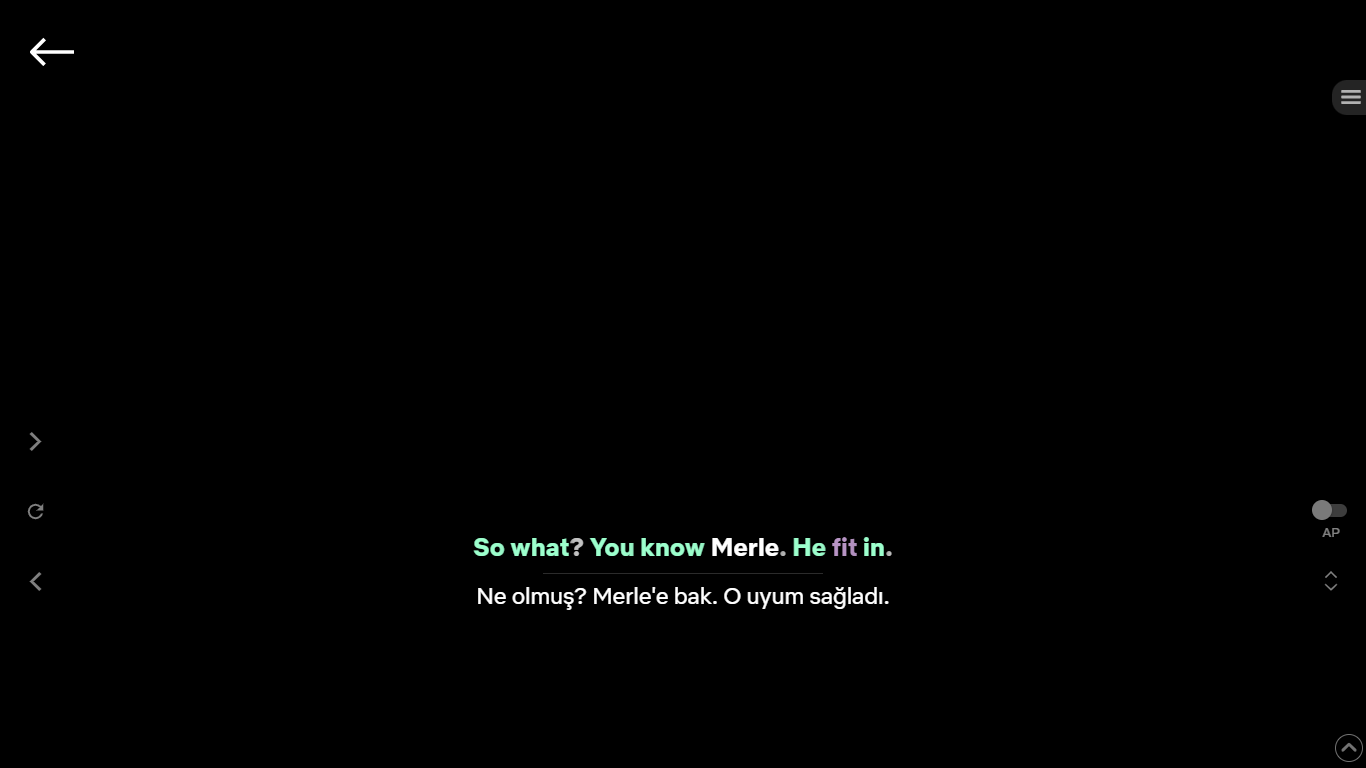 AP
So what? You know Merle. He fit in.
Ne olmuş? Merle'e bak. O uyum sağladı.